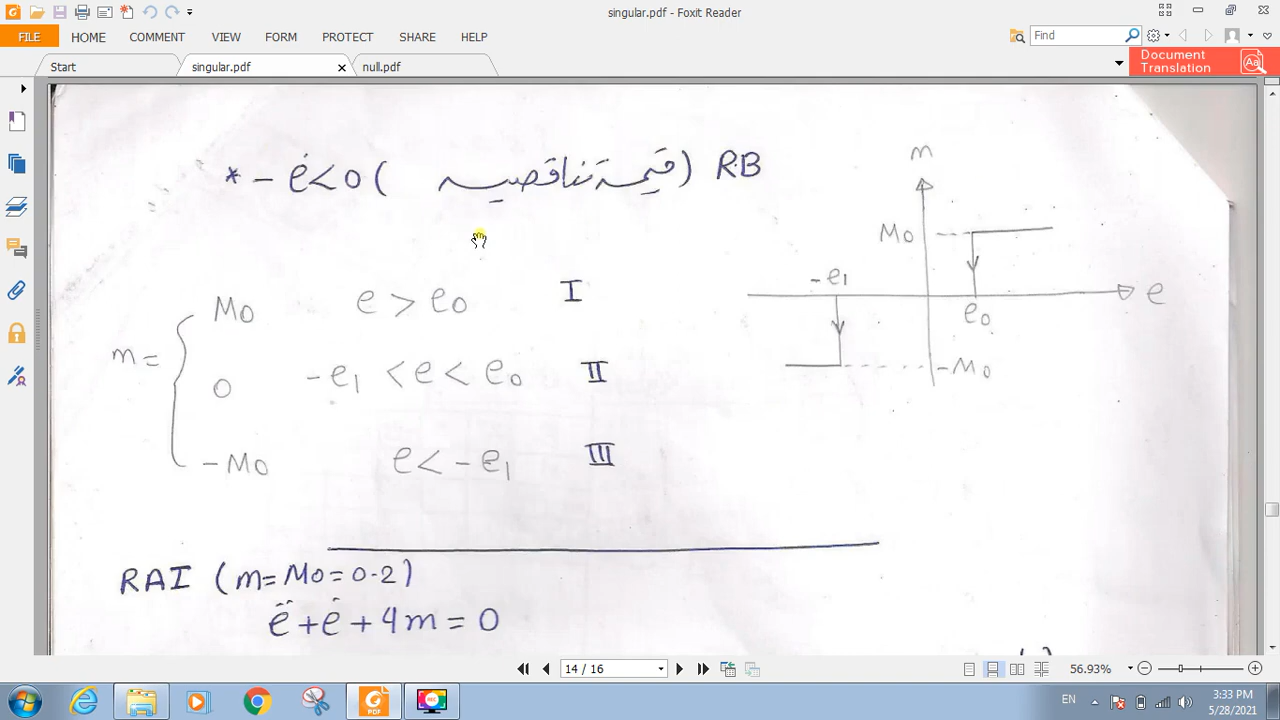 singular.pdf - Foxit Reader
FILE HOME COMMENT VIEW FORM PROTECT SHARE HELP
Find
Start singular.pdf null.pdf
Document Translation
* - ė<0 ( قيمة تناقصيه ) RB
m
M0
-e1
e
e0
-M0
m =
M0 e > e0 I
0 -e1 < e < e0 II
-M0 e < -e1 III
RAI (m=M0=0.2)
ë + ė + 4m = 0
14 / 16
56.93%
EN
3:33 PM
5/28/2021